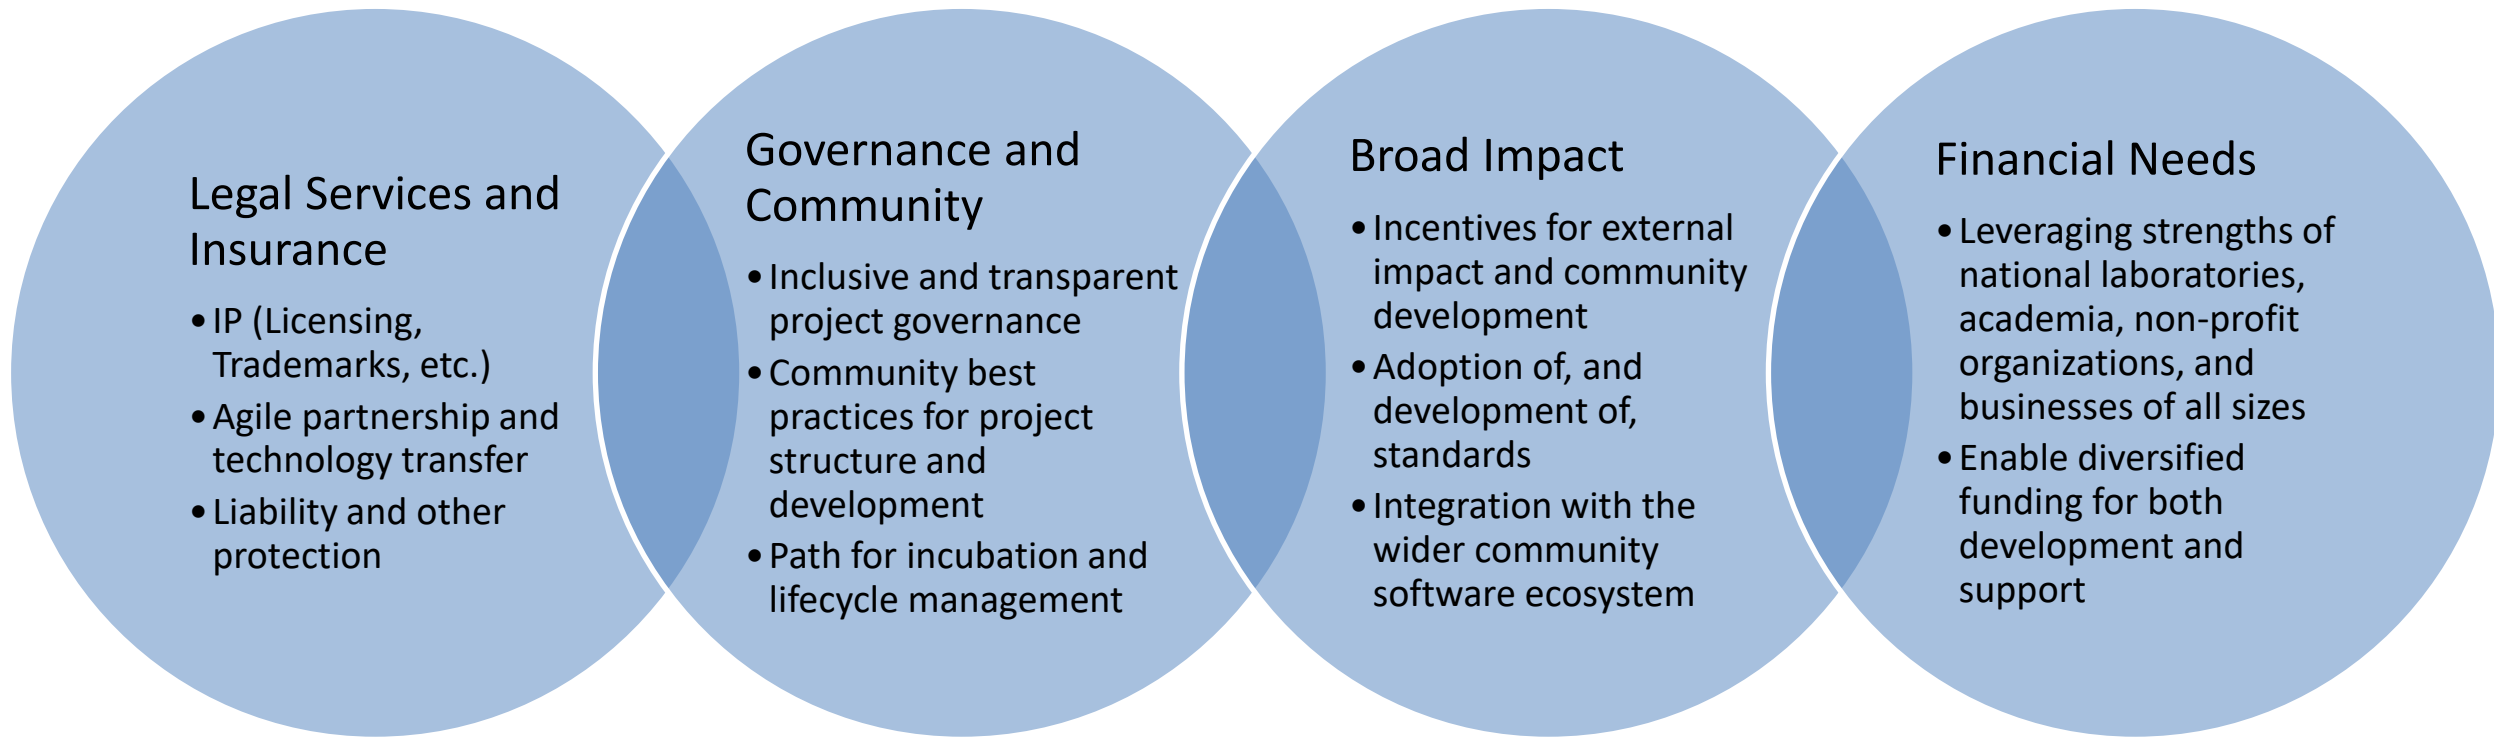 Legal Services and
Insurance
•IP (Licensing,
Trademarks, etc.)
•Agile partnership and
technology transfer
•Liability and other
protection
Governance and
Community
•Inclusive and transparent
project governance
•Community best
practices for project
structure and
development
•Path for incubation and
lifecycle management
Broad Impact
•Incentives for external
impact and community
development
•Adoption of, and
development of,
standards
•Integration with the
wider community
software ecosystem
Financial Needs
•Leveraging strengths of
national laboratories,
academia, non-profit
organizations, and
businesses of all sizes
•Enable diversified
funding for both
development and
support